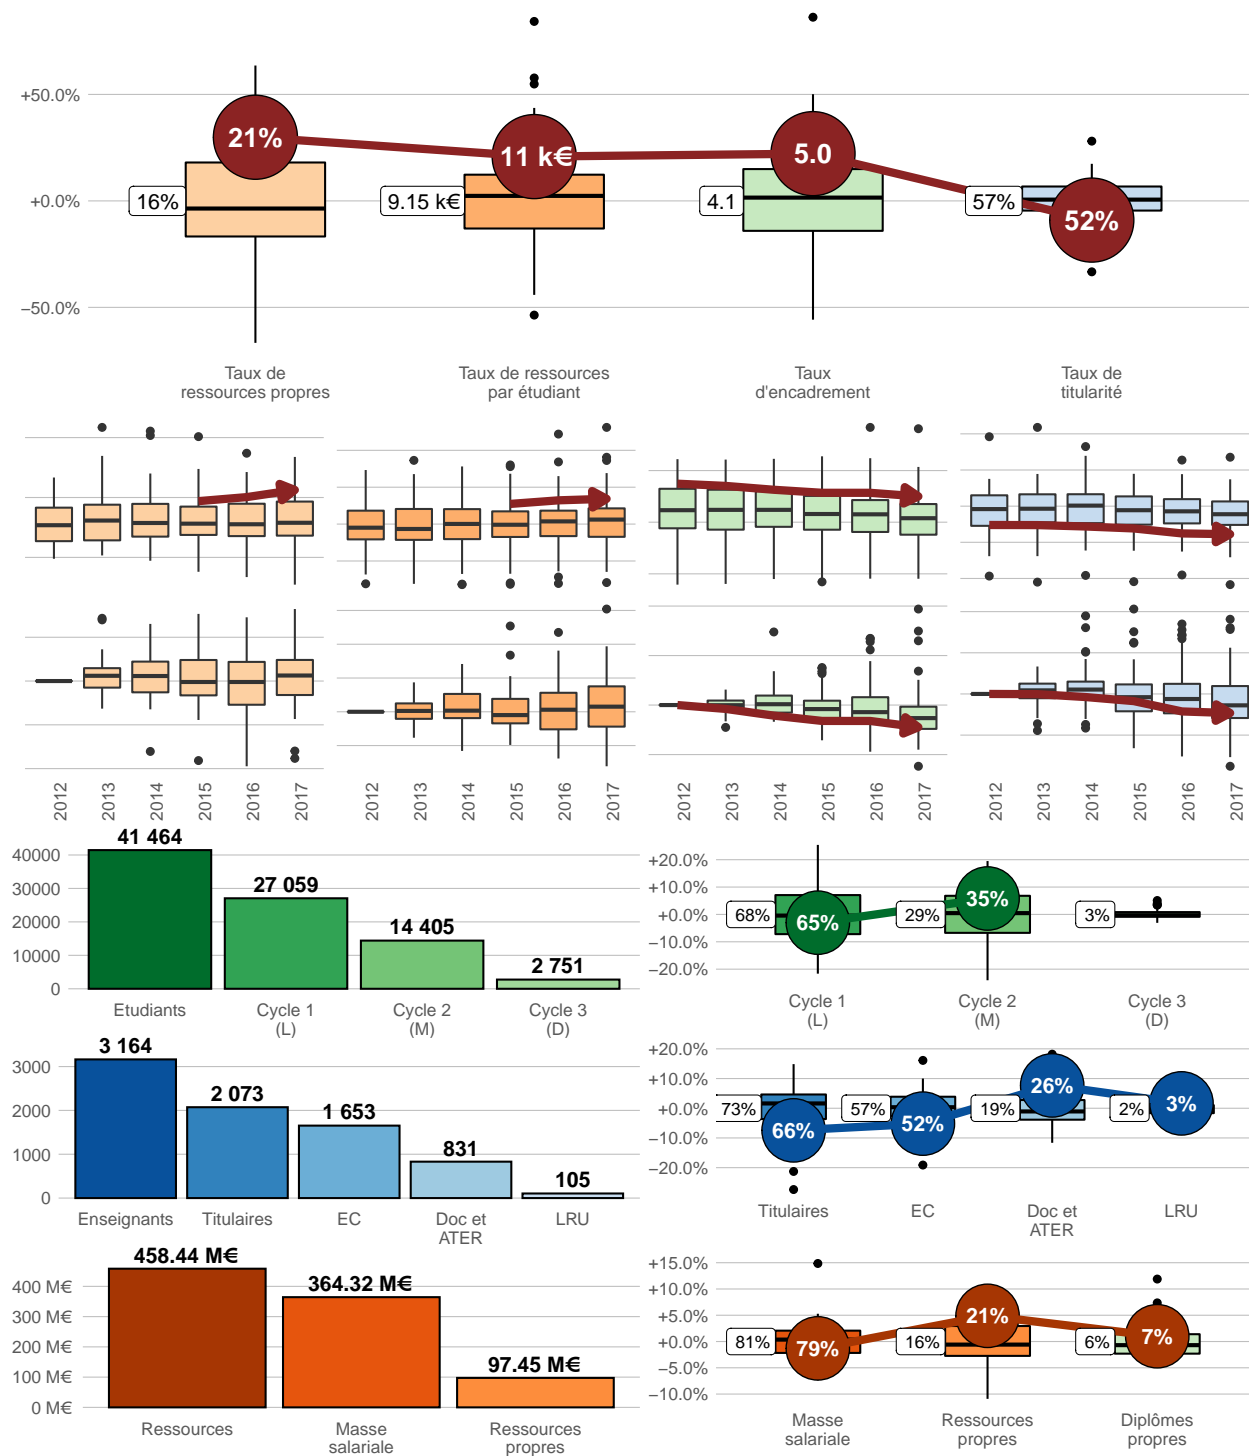 +50.0%
+0.0%
−50.0%
16%
21%
9.15 k€
11 k€
4.1
5.0
57%
52%
Taux de
ressources propres
Taux de ressources
par étudiant
Taux
d'encadrement
Taux de
titularité
2012
2013
2014
2015
2016
2017
2012
2013
2014
2015
2016
2017
2012
2013
2014
2015
2016
2017
2012
2013
2014
2015
2016
2017
40000
30000
20000
10000
0
41 464
27 059
14 405
2 751
Etudiants
Cycle 1
(L)
Cycle 2
(M)
Cycle 3
(D)
+20.0%
+10.0%
+0.0%
−10.0%
−20.0%
68%
65%
29%
35%
3%
Cycle 1
(L)
Cycle 2
(M)
Cycle 3
(D)
3000
2000
1000
0
3 164
2 073
1 653
831
105
Enseignants
Titulaires
EC
Doc et
ATER
LRU
+20.0%
+10.0%
+0.0%
−10.0%
−20.0%
73%
66%
57%
52%
19%
26%
2%
3%
Titulaires
EC
Doc et
ATER
LRU
400 M€
300 M€
200 M€
100 M€
0 M€
458.44 M€
364.32 M€
97.45 M€
Ressources
Masse
salariale
Ressources
propres
+15.0%
+10.0%
+5.0%
+0.0%
−5.0%
−10.0%
81%
79%
16%
21%
6%
7%
Masse
salariale
Ressources
propres
Diplômes
propres